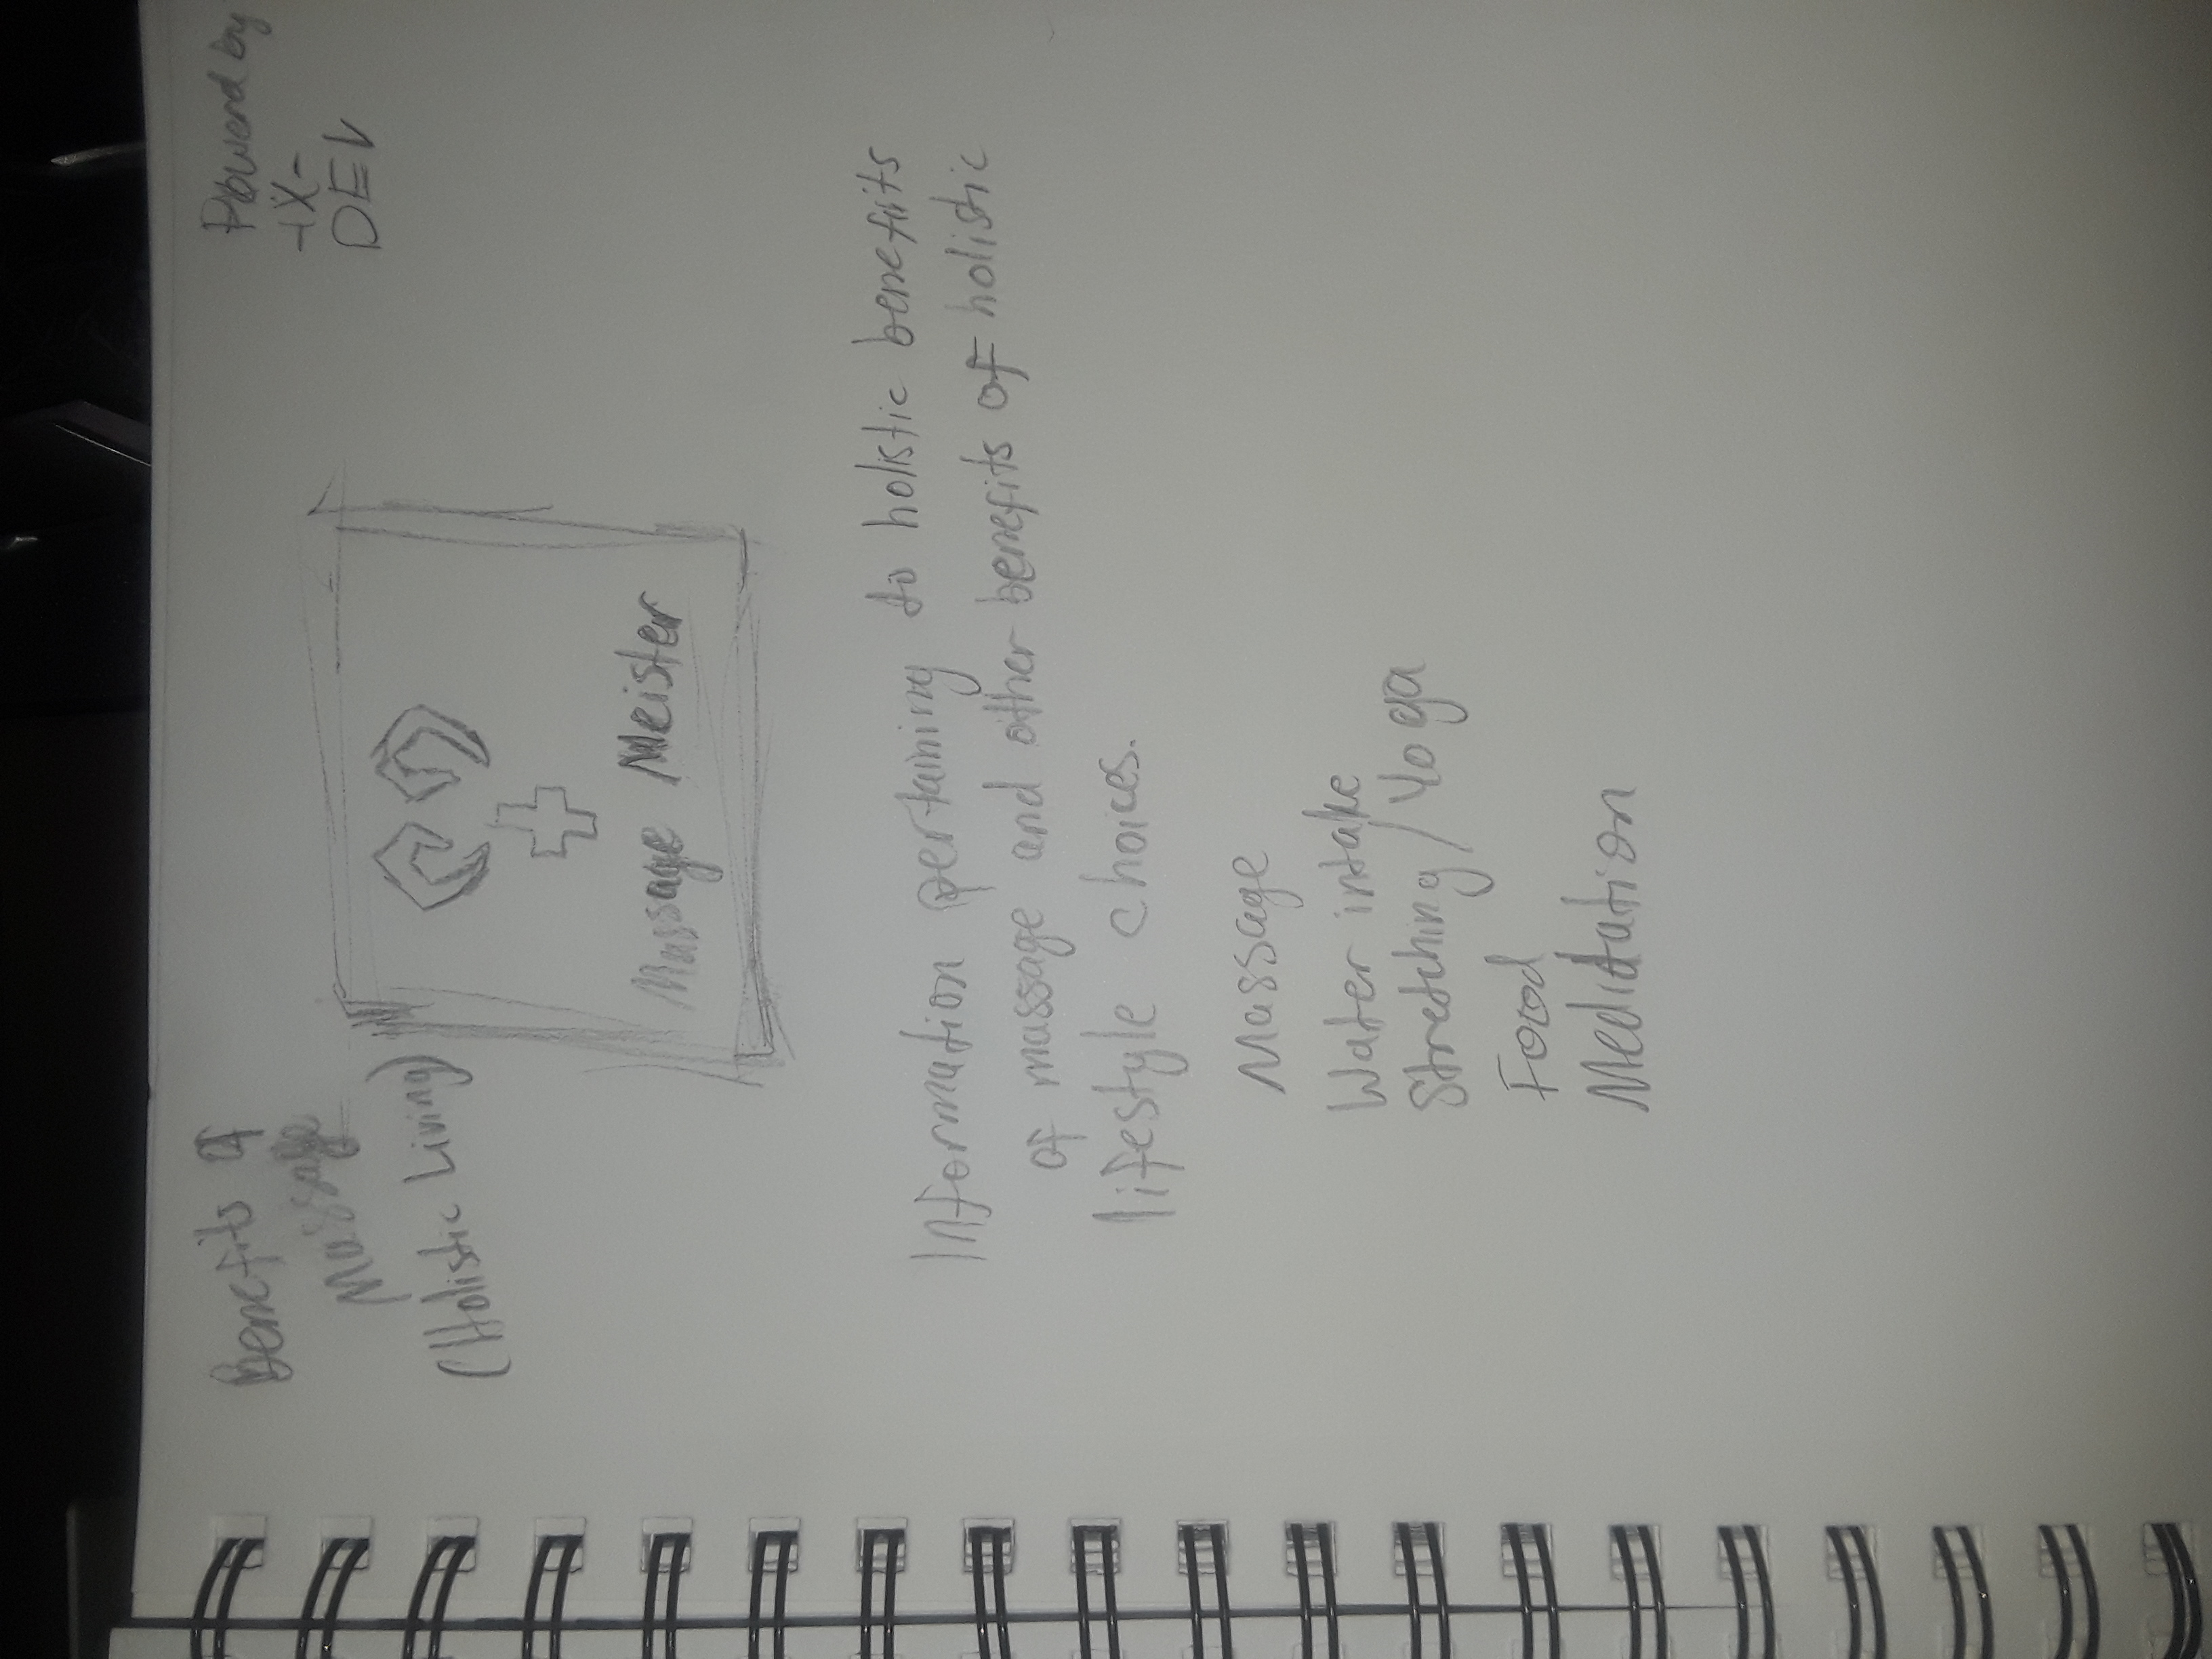 Benefits of
Massage
(Holistic Living)
Powered by
-IX-
DEV
Massage Meister
Information pertaining to holistic benefits
of massage and other benefits of holistic
lifestyle choices.
Massage
Water intake
Stretching/Yoga
Food
Meditation